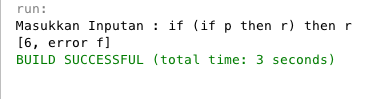 run:
Masukkan Inputan : if (if p then r) then r
[6, error f]
BUILD SUCCESSFUL (total time: 3 seconds)